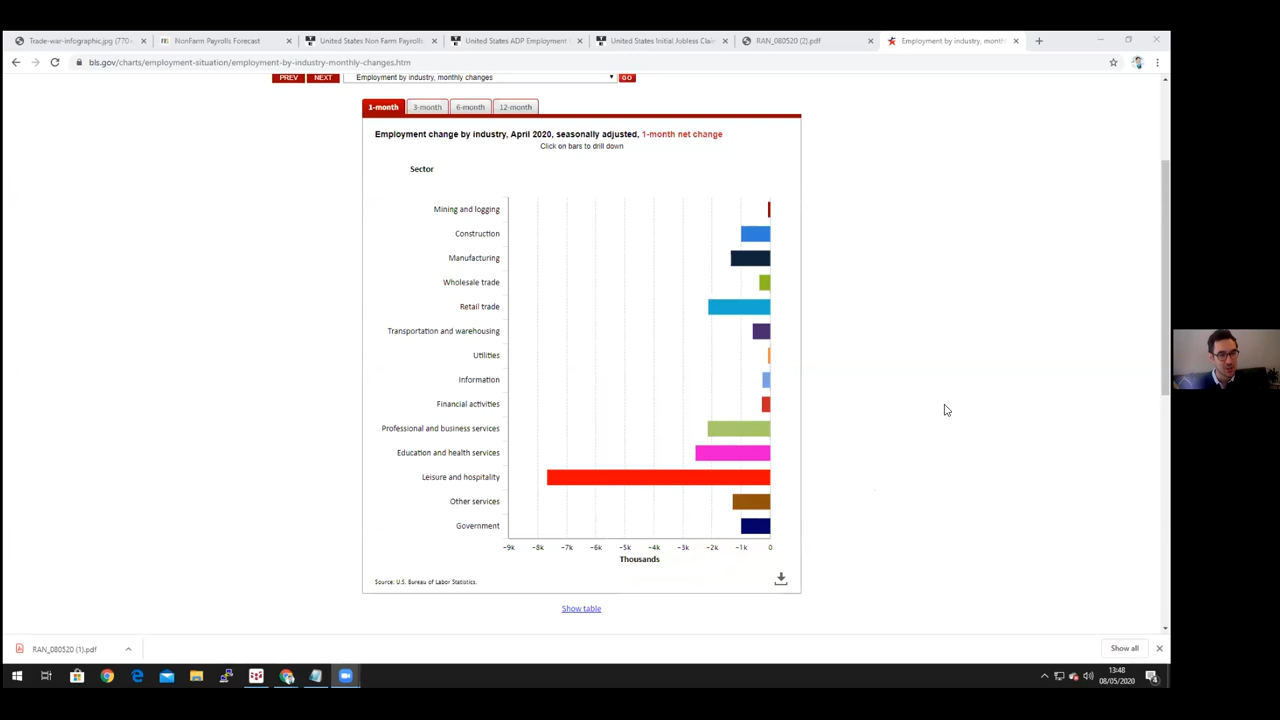 Trade-war-infographic.jpg (770
NonFarm Payrolls Forecast
United States Non Farm Payrolls
United States ADP Employment
United States Initial Jobless Clai
RAN_080520 (2).pdf
Employment by industry, month
bls.gov/charts/employment-situation/employment-by-industry-monthly-changes.htm
PREV
NEXT
Employment by industry, monthly changes
GO
1-month
3-month
6-month
12-month
Employment change by industry, April 2020, seasonally adjusted, 1-month net change
Click on bars to drill down
Sector
Mining and logging
Construction
Manufacturing
Wholesale trade
Retail trade
Transportation and warehousing
Utilities
Information
Financial activities
Professional and business services
Education and health services
Leisure and hospitality
Other services
Government
-9k -8k -7k -6k -5k -4k -3k -2k -1k 0
Thousands
Source: U.S. Bureau of Labor Statistics.
Show table
RAN_080520 (1).pdf
Show all
13:48
08/05/2020